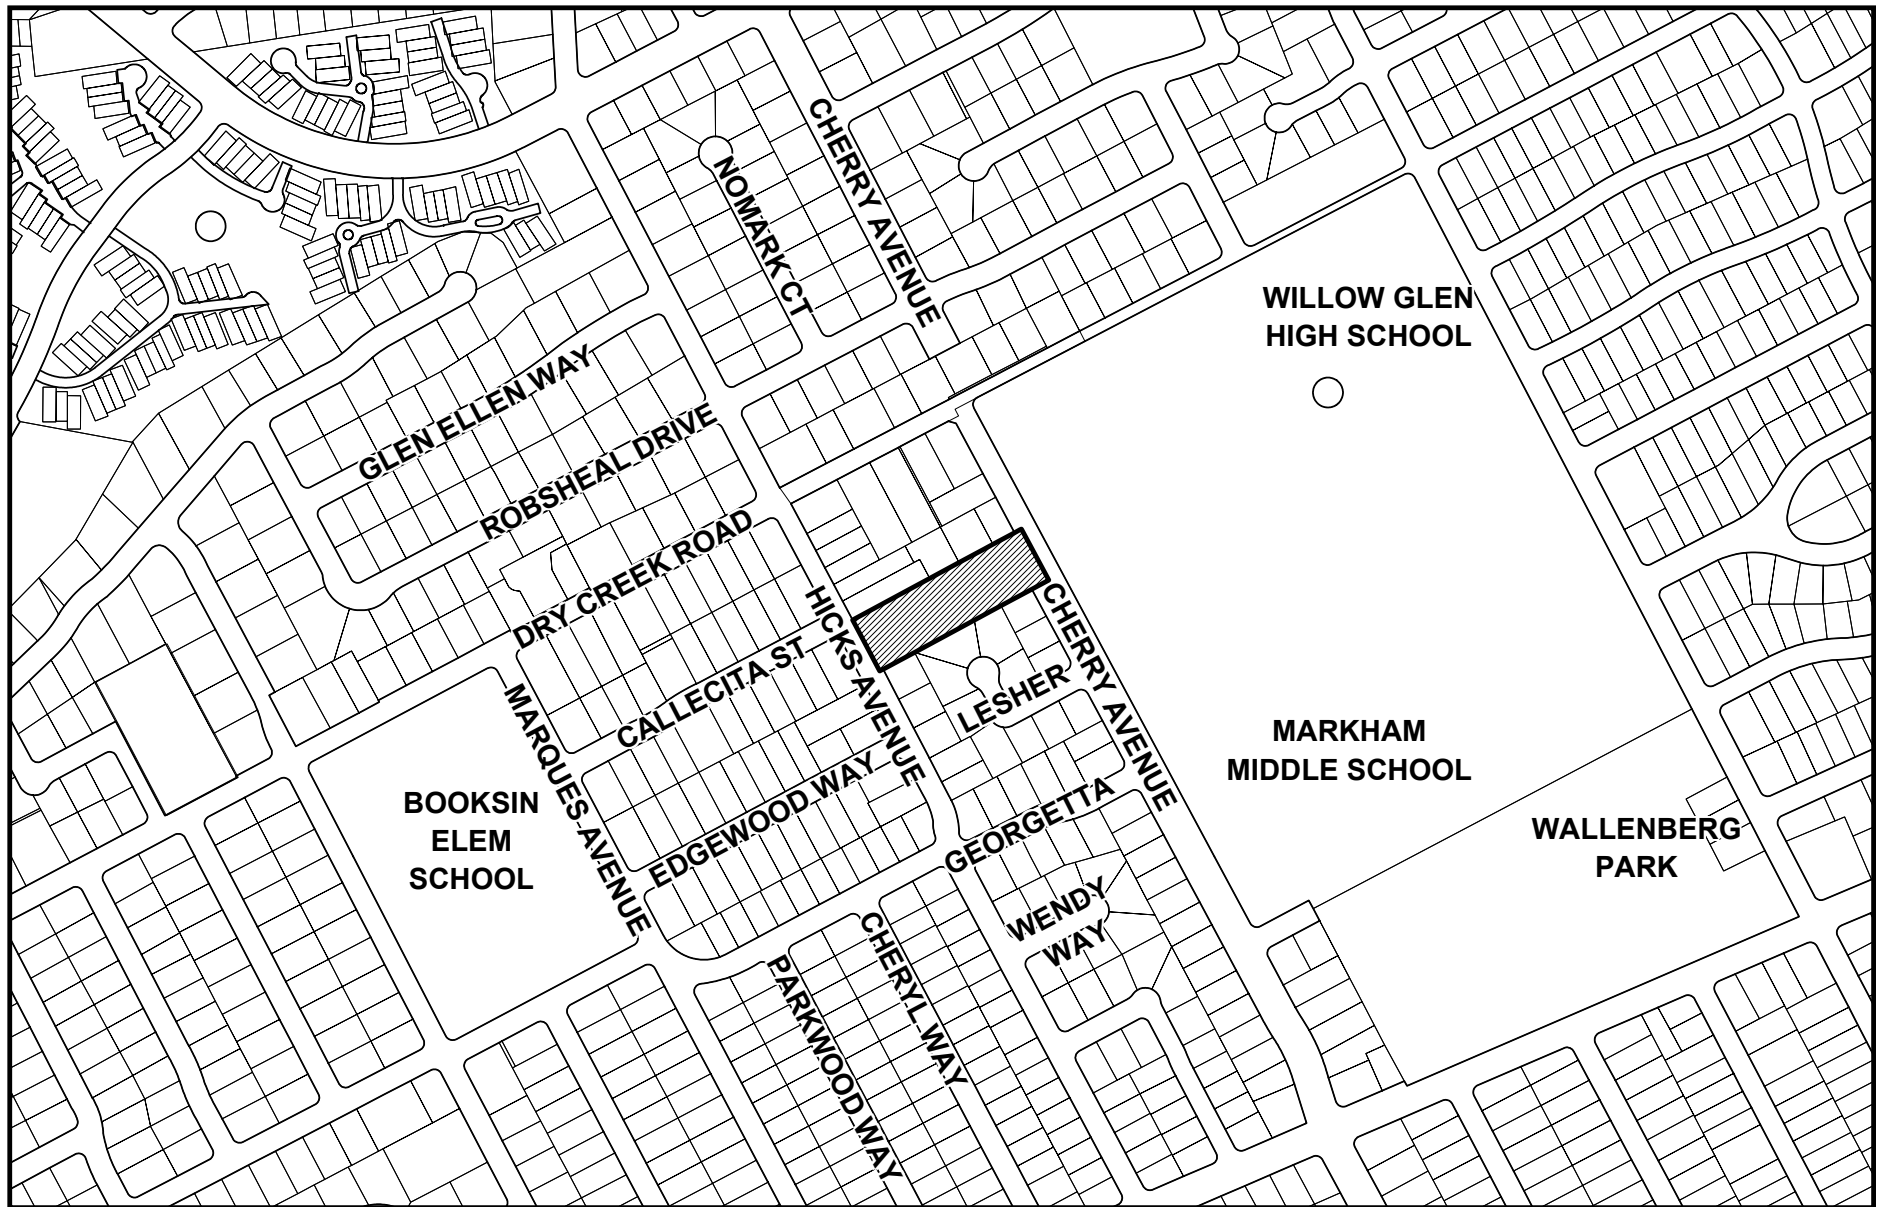 CHERRY AVENUE
NOMARK CT
WILLOW GLEN
HIGH SCHOOL
GLEN ELLEN WAY
ROBSHEAL DRIVE
DRY CREEK ROAD
HICKS AVENUE
CHERRY AVENUE
CALLECITA ST
LESHER
MARQUES AVENUE
MARKHAM
MIDDLE SCHOOL
EDGEWOOD WAY
BOOKSIN
ELEM
SCHOOL
GEORGETTA
WALLENBERG
PARK
WENDY
WAY
CHERYL WAY
PARKWOOD WAY